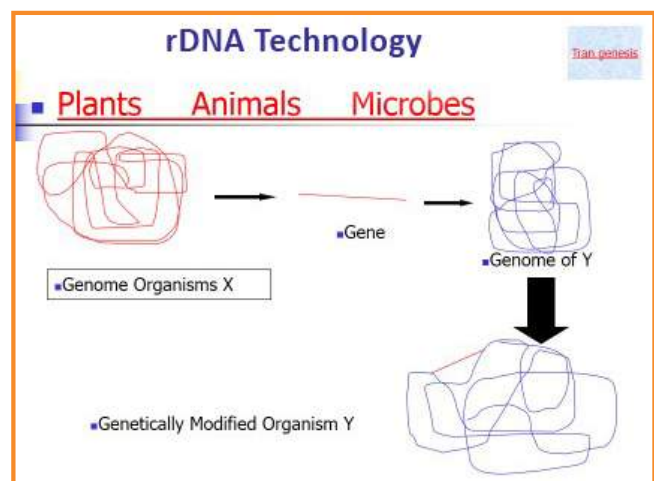 rDNA Technology
Tran.genesis
Plants Animals Microbes
Gene
Genome of Y
Genome Organisms X
Genetically Modified Organism Y